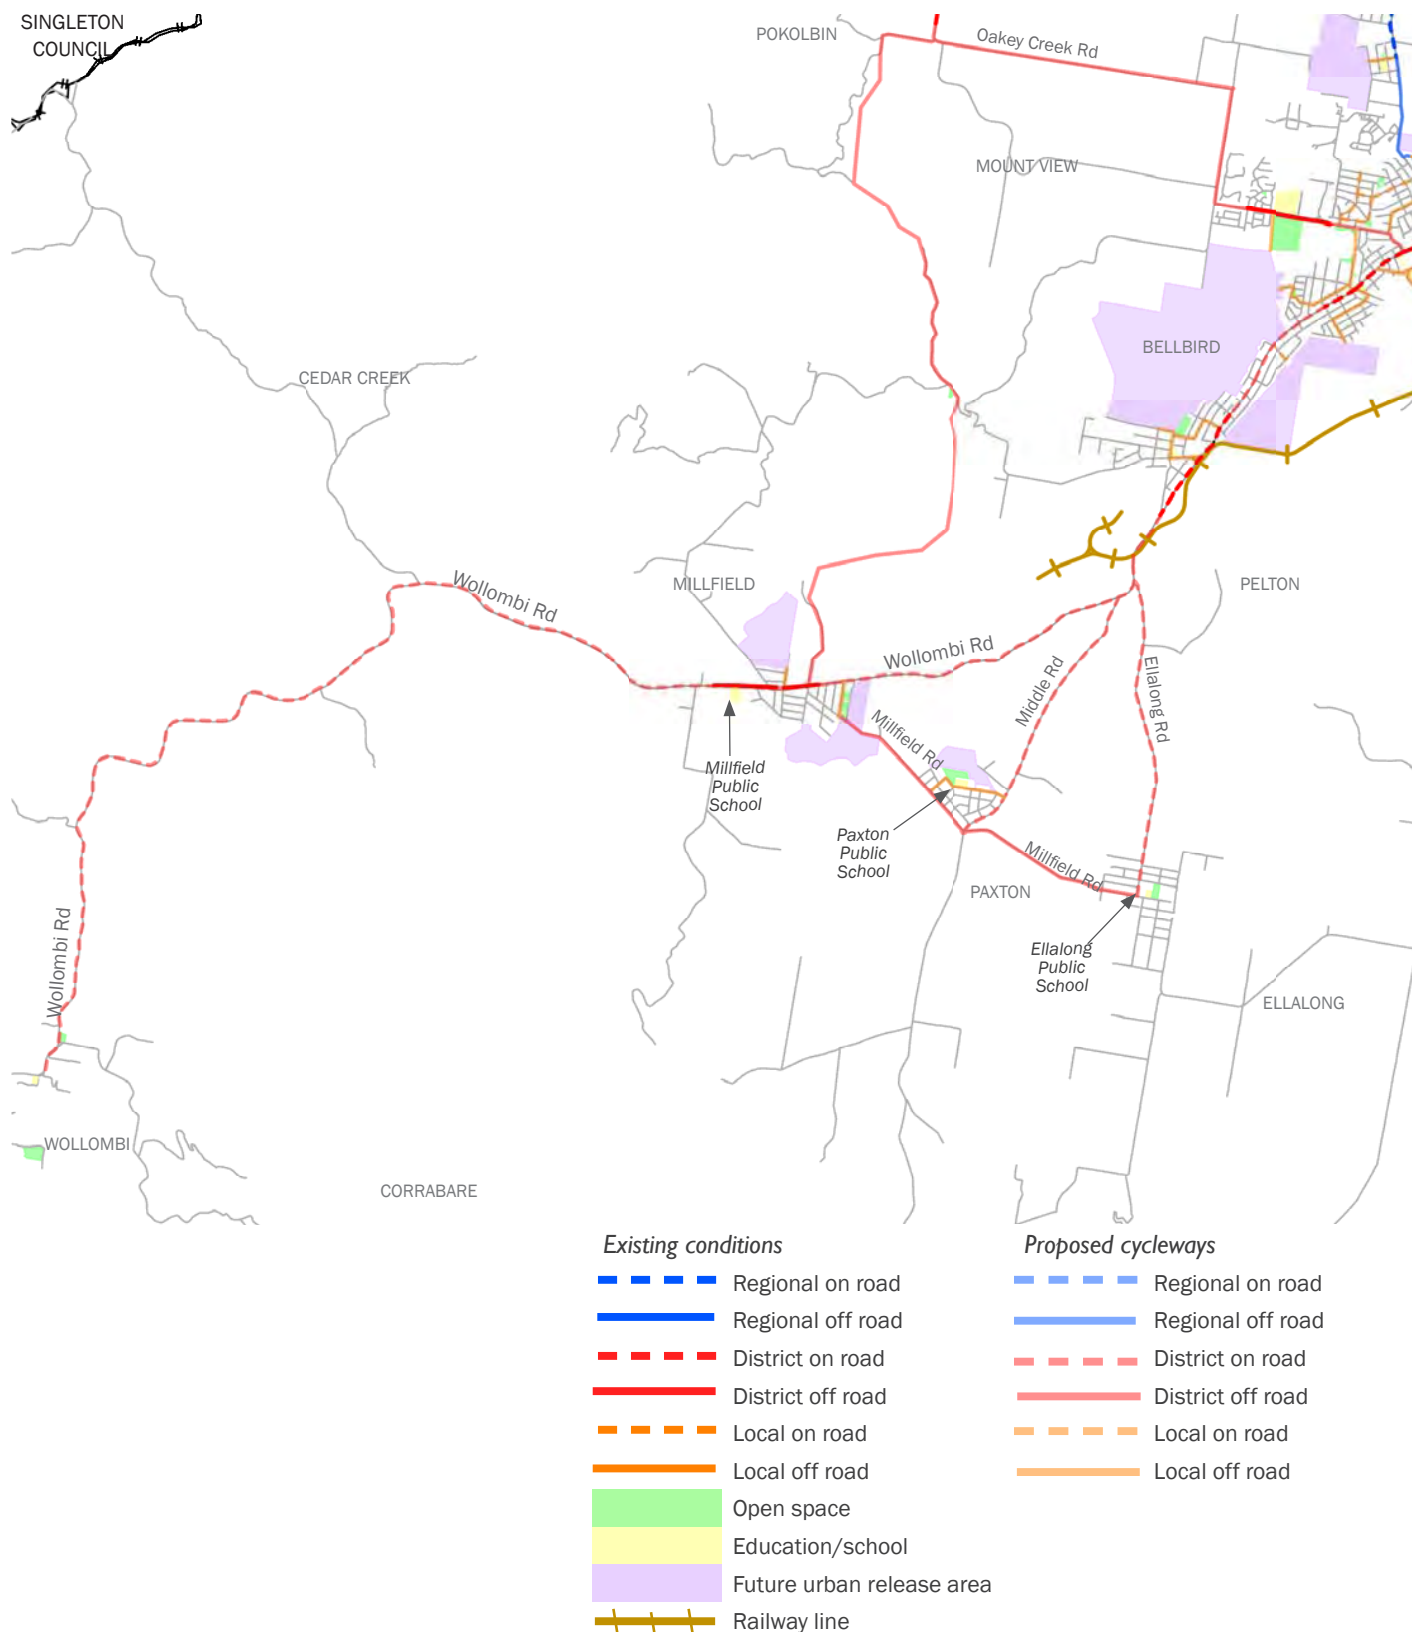 SINGLETON
COUNCIL
POKOLBIN
Oakey Creek Rd
MOUNT VIEW
BELLBIRD
CEDAR CREEK
Wollombi Rd
MILLFIELD
PELTON
Wollombi Rd
Middle Rd
Ellalong Rd
Millfield Rd
Millfield
Public
School
Paxton
Public
School
Millfield Rd
PAXTON
Wollombi Rd
Ellalong
Public
School
ELLALONG
WOLLOMBI
CORRABARE
Existing conditions
Regional on road
Regional off road
District on road
District off road
Local on road
Local off road
Open space
Education/school
Future urban release area
Railway line
Proposed cycleways
Regional on road
Regional off road
District on road
District off road
Local on road
Local off road